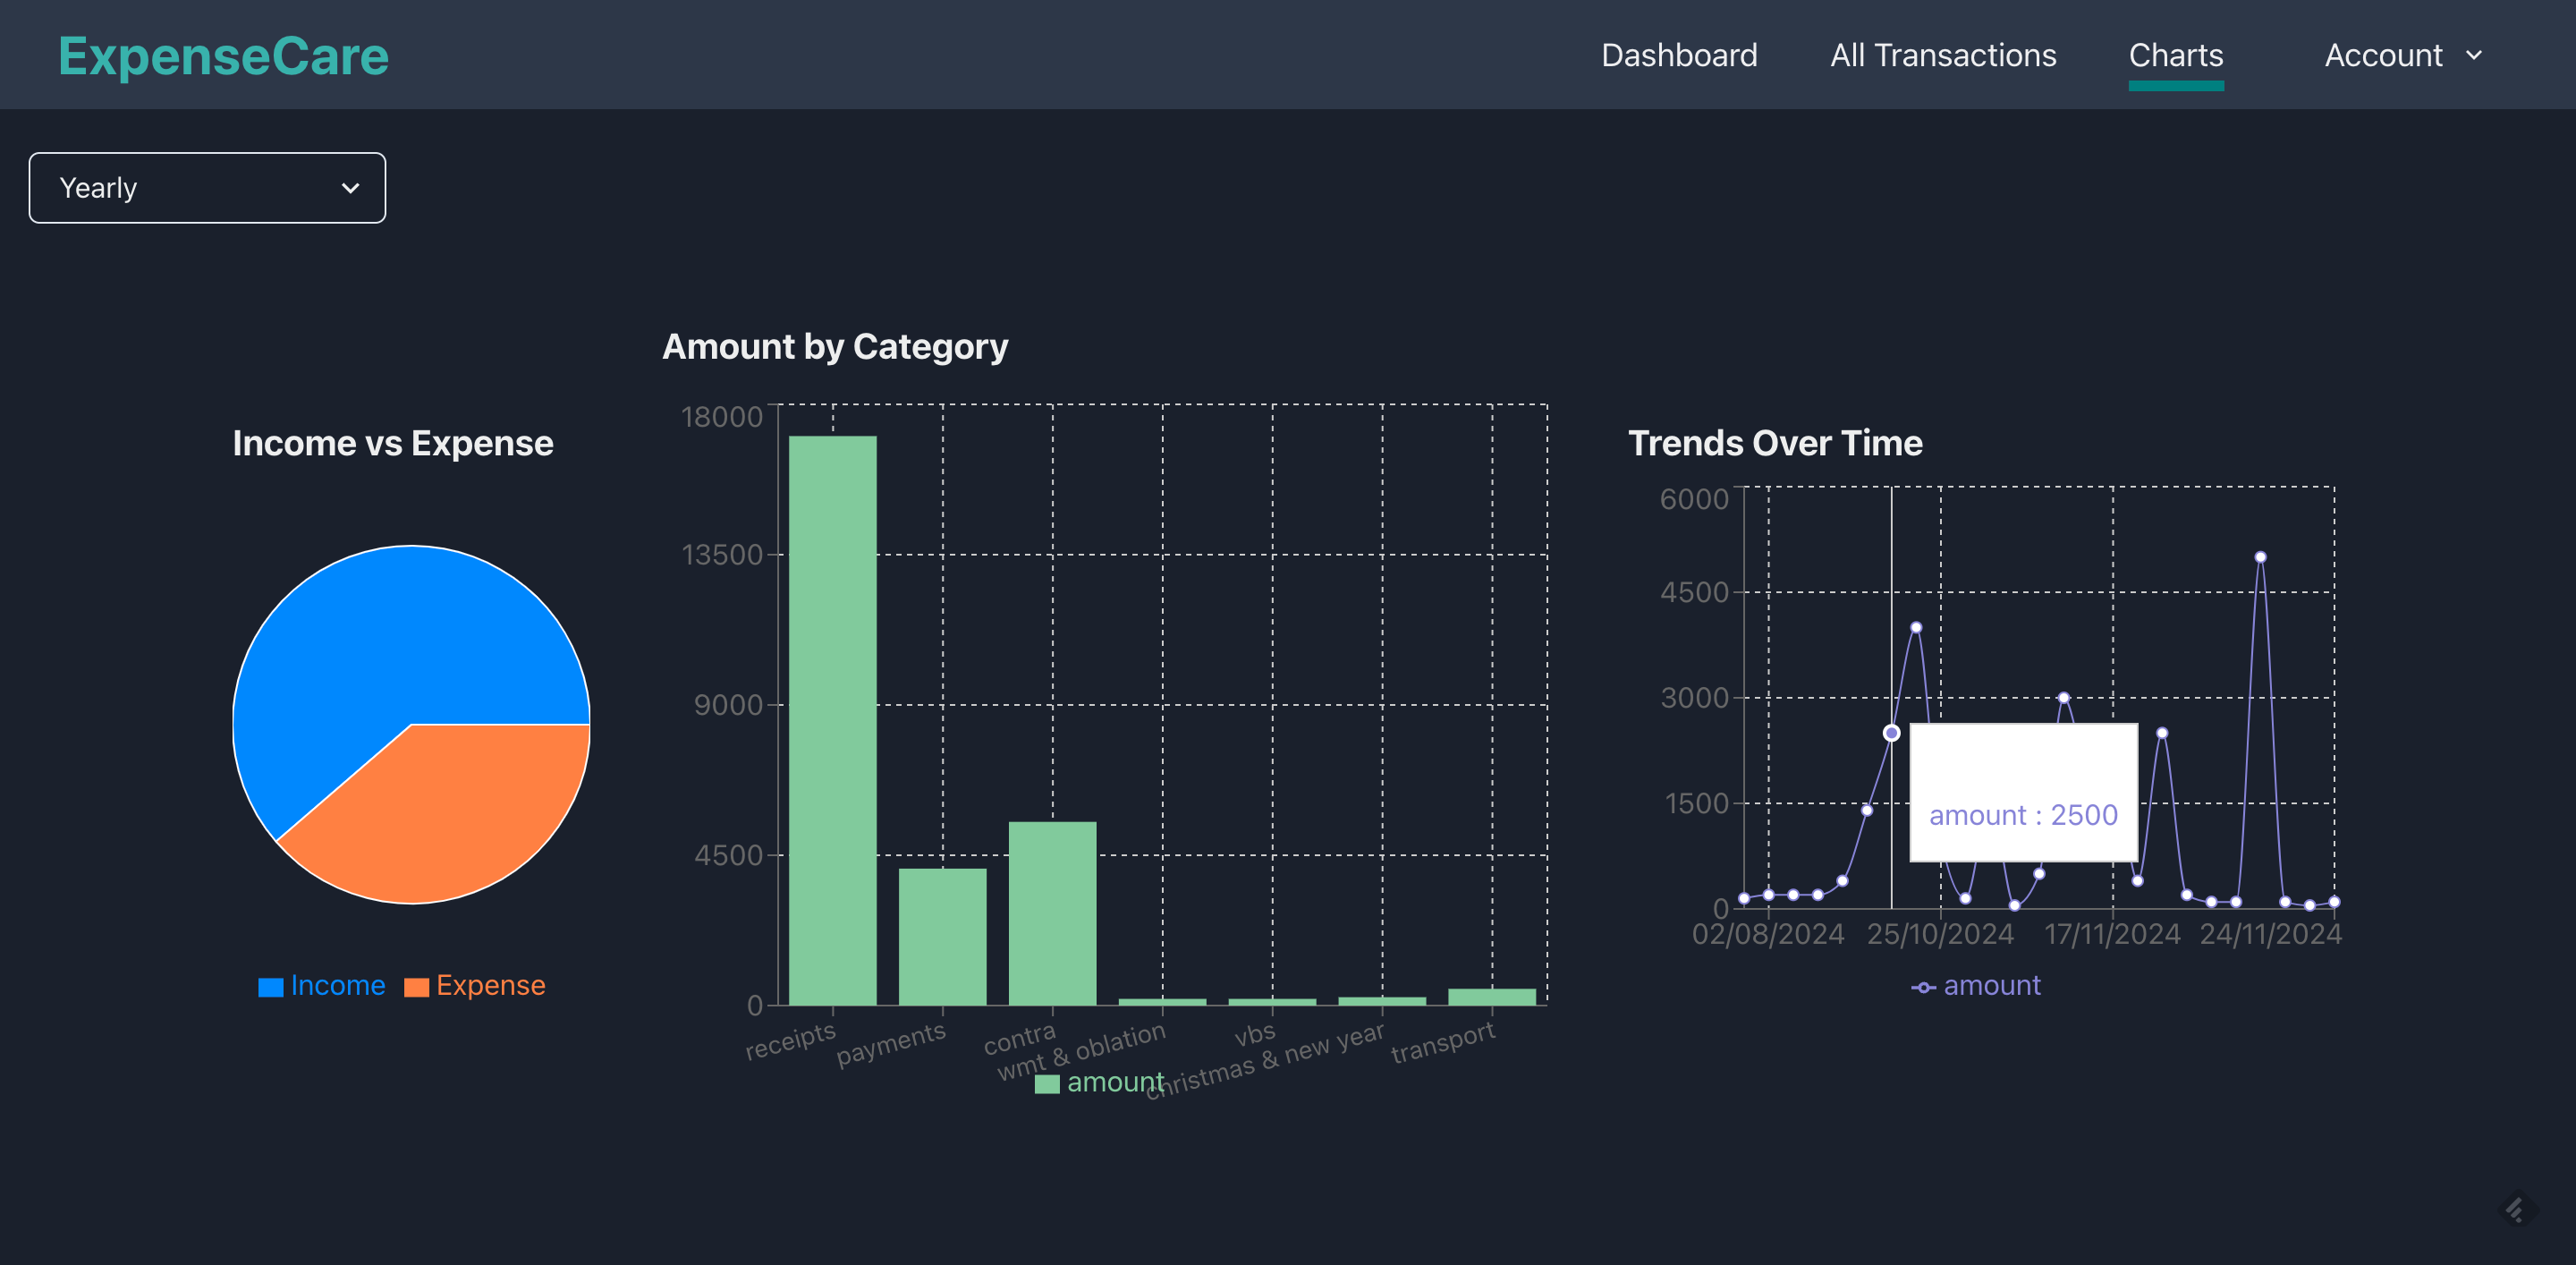 ExpenseCare
Dashboard
All Transactions
Charts
Account
Yearly
Income vs Expense
Income
Expense
Amount by Category
18000
13500
9000
4500
0
receipts
payments
contra
wmt & oblation
vbs
christmas & new year
transport
amount
Trends Over Time
6000
4500
3000
1500
0
amount : 2500
02/08/2024
25/10/2024
17/11/2024
24/11/2024
amount